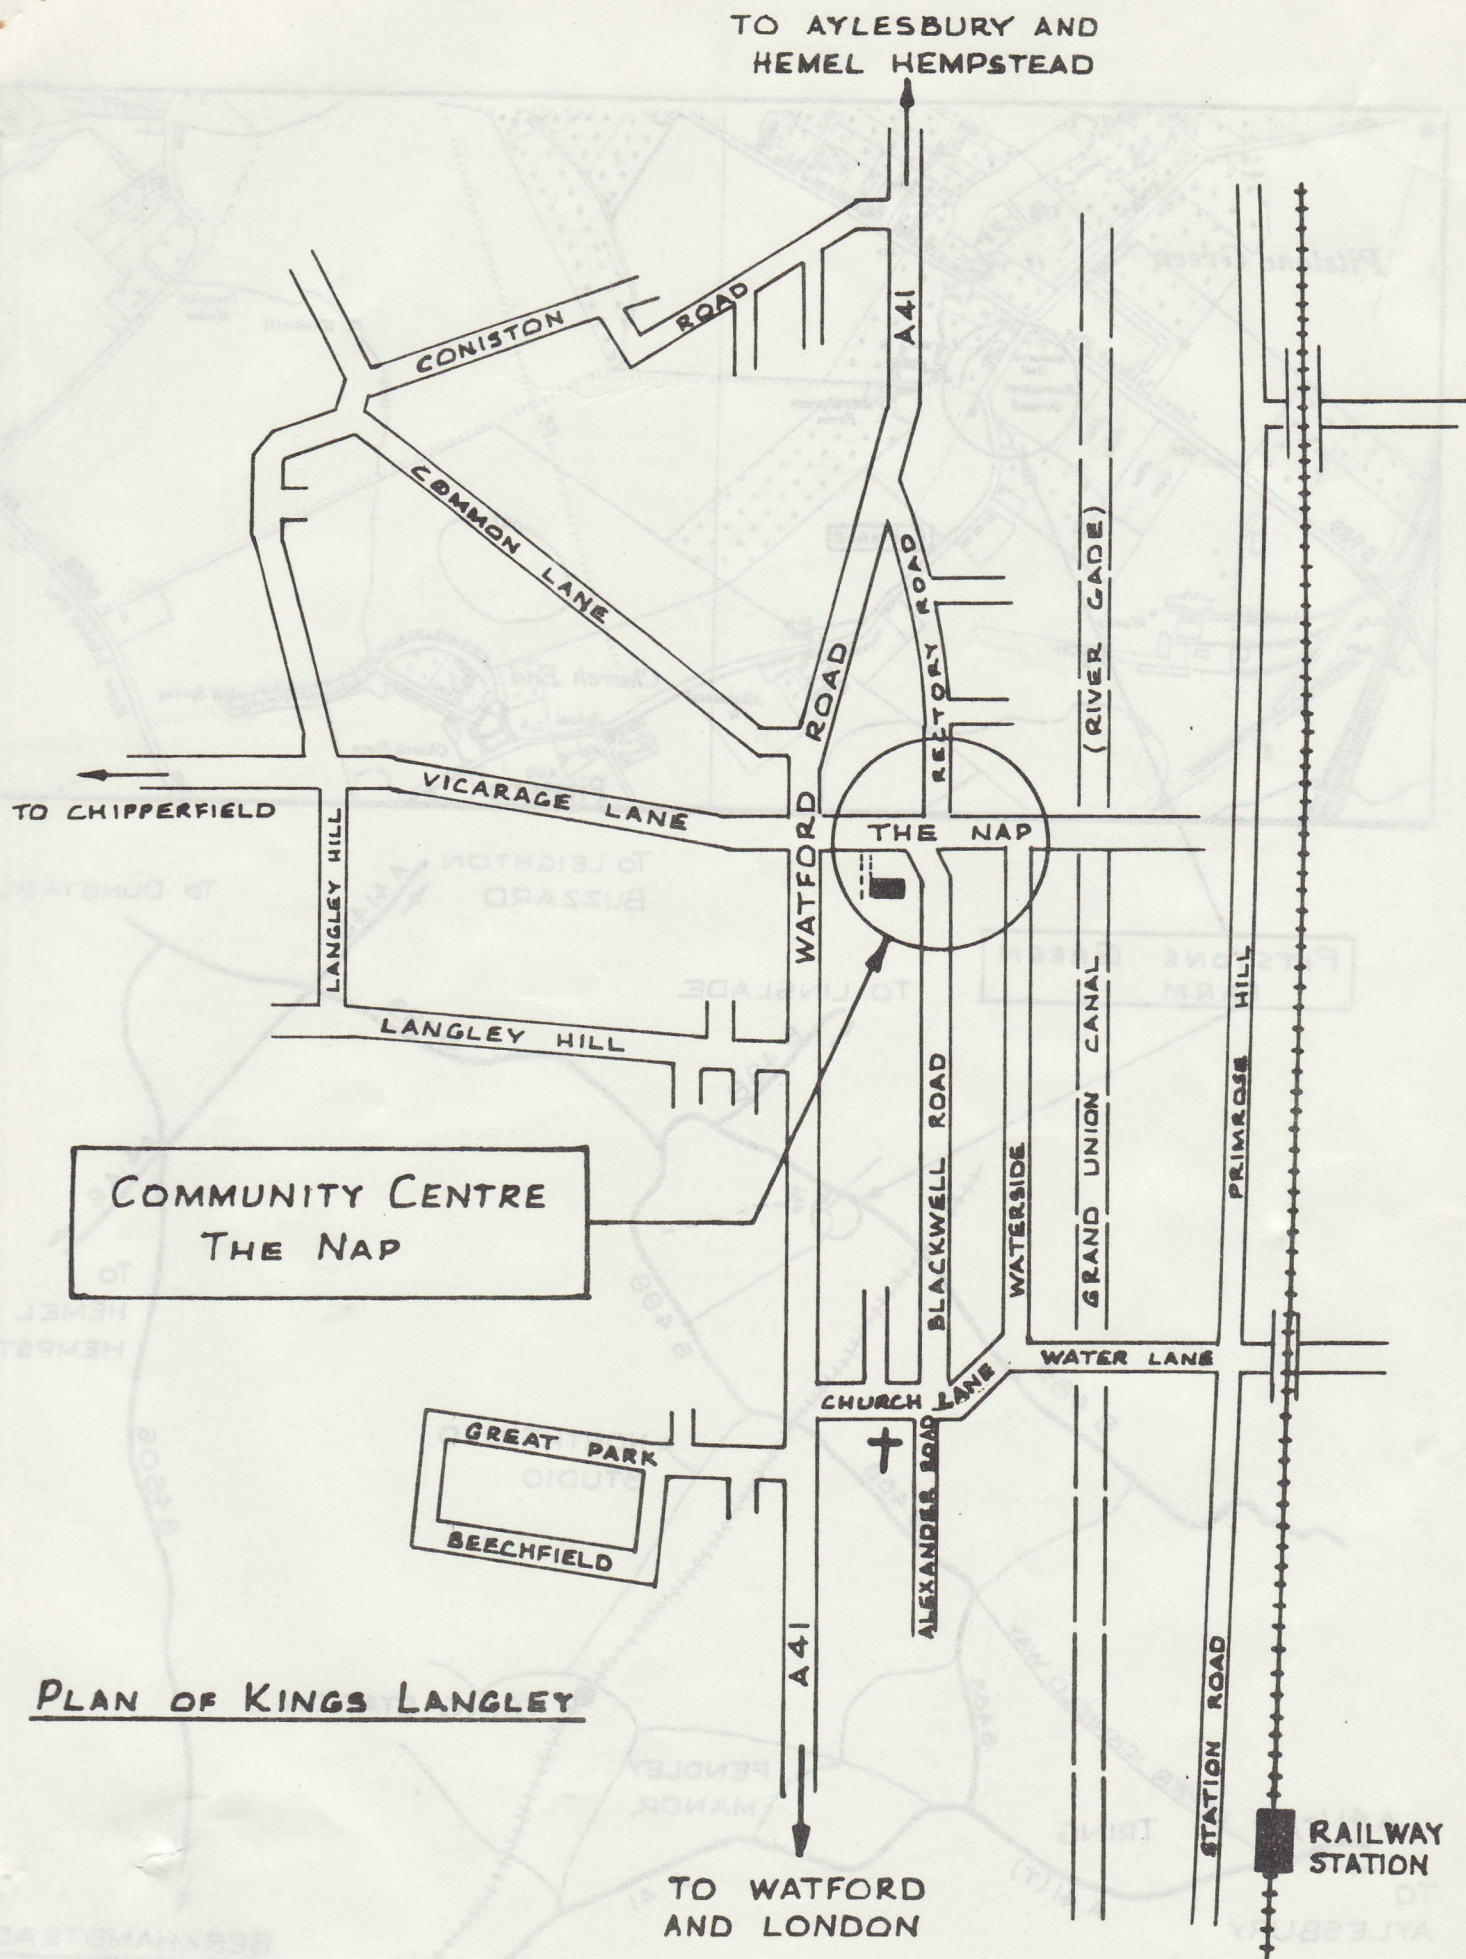 TO AYLESBURY AND
HEMEL HEMPSTEAD
A41
CONISTON
ROAD
COMMON LANE
(RIVER GADE)
ROAD
RECTORY ROAD
VICARAGE LANE
TO CHIPPERFIELD
WATFORD
THE NAP
LANGLEY HILL
LANGLEY HILL
GRAND UNION CANAL
PRIMROSE HILL
BLACKWELL ROAD
WATERSIDE
COMMUNITY CENTRE
THE NAP
WATER LANE
CHURCH LANE
GREAT PARK
BEECHFIELD
ALEXANDER ROAD
A41
STATION ROAD
PLAN OF KINGS LANGLEY
RAILWAY
STATION
TO WATFORD
AND LONDON